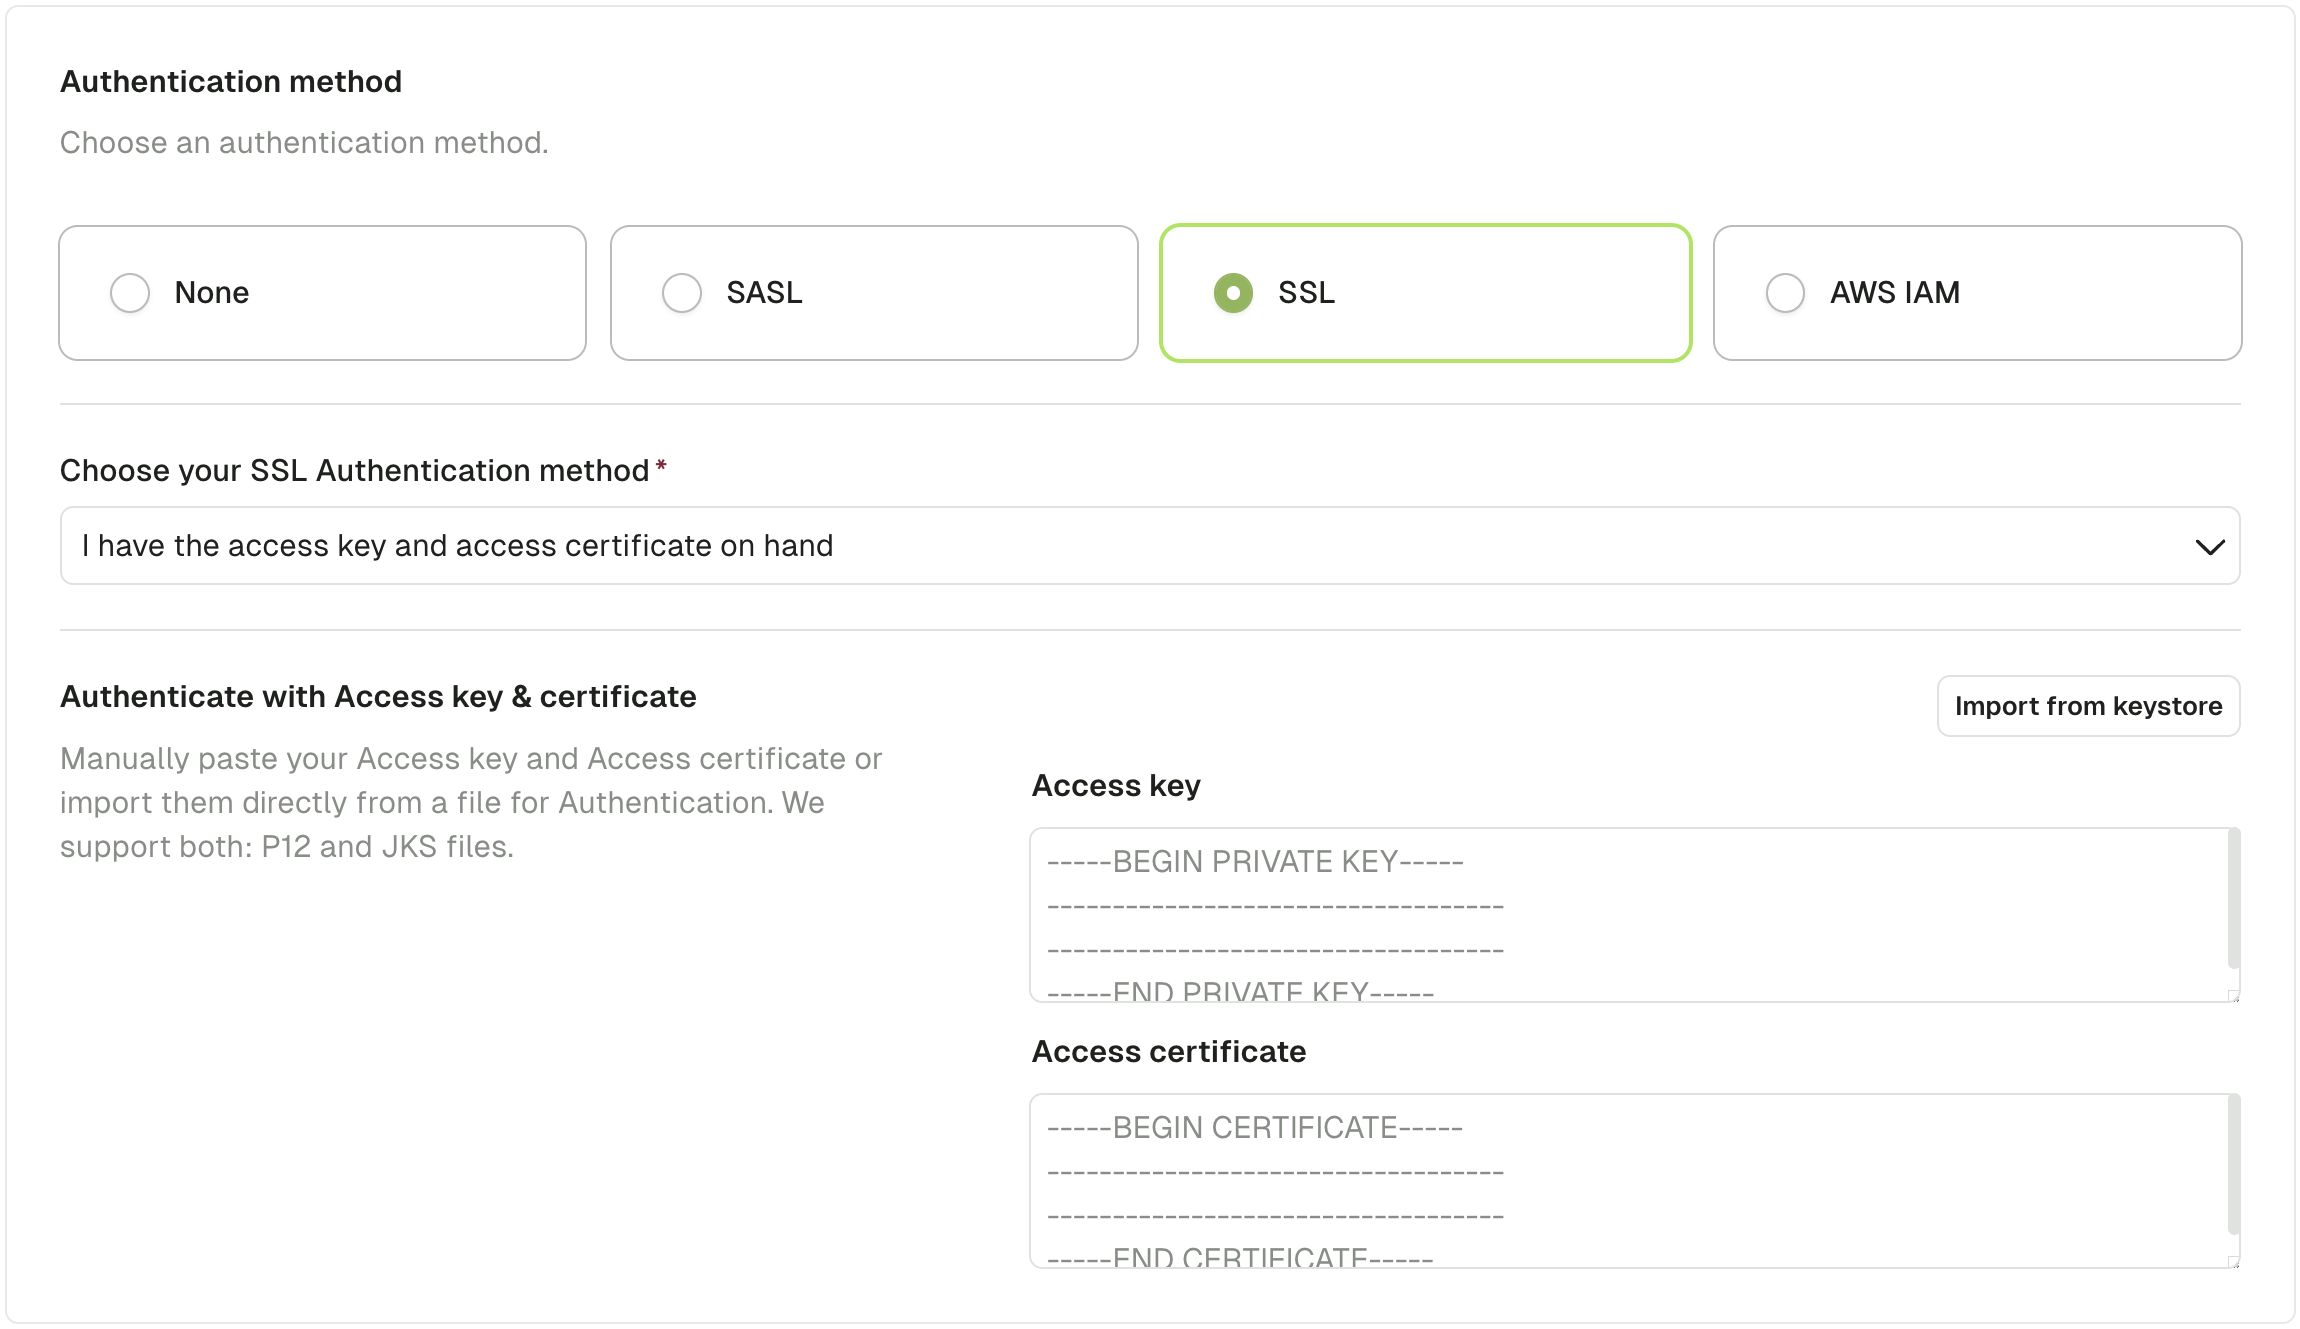 Authentication method
Choose an authentication method.
None
SASL
SSL
AWS IAM
Choose your SSL Authentication method*
I have the access key and access certificate on hand
Authenticate with Access key & certificate
Manually paste your Access key and Access certificate or
import them directly from a file for Authentication. We
support both: P12 and JKS files.
Import from keystore
Access key
-----BEGIN PRIVATE KEY-----
-----------------------------------
-----------------------------------
-----END PRIVATE KEY-----
Access certificate
-----BEGIN CERTIFICATE-----
-----------------------------------
-----------------------------------
-----END CERTIFICATE-----